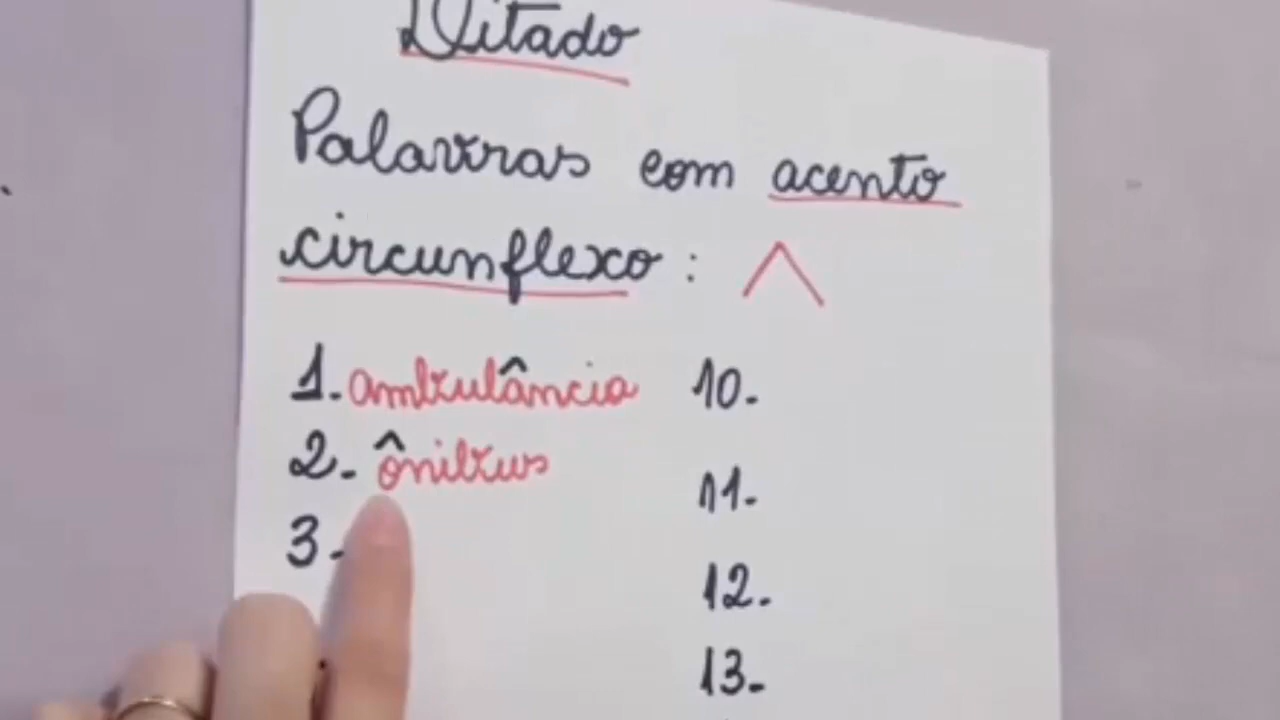 Ditado
Palavras com acento
circunflexo: ^
1. ambulância
2. ônibus
3.
10.
11.
12.
13.